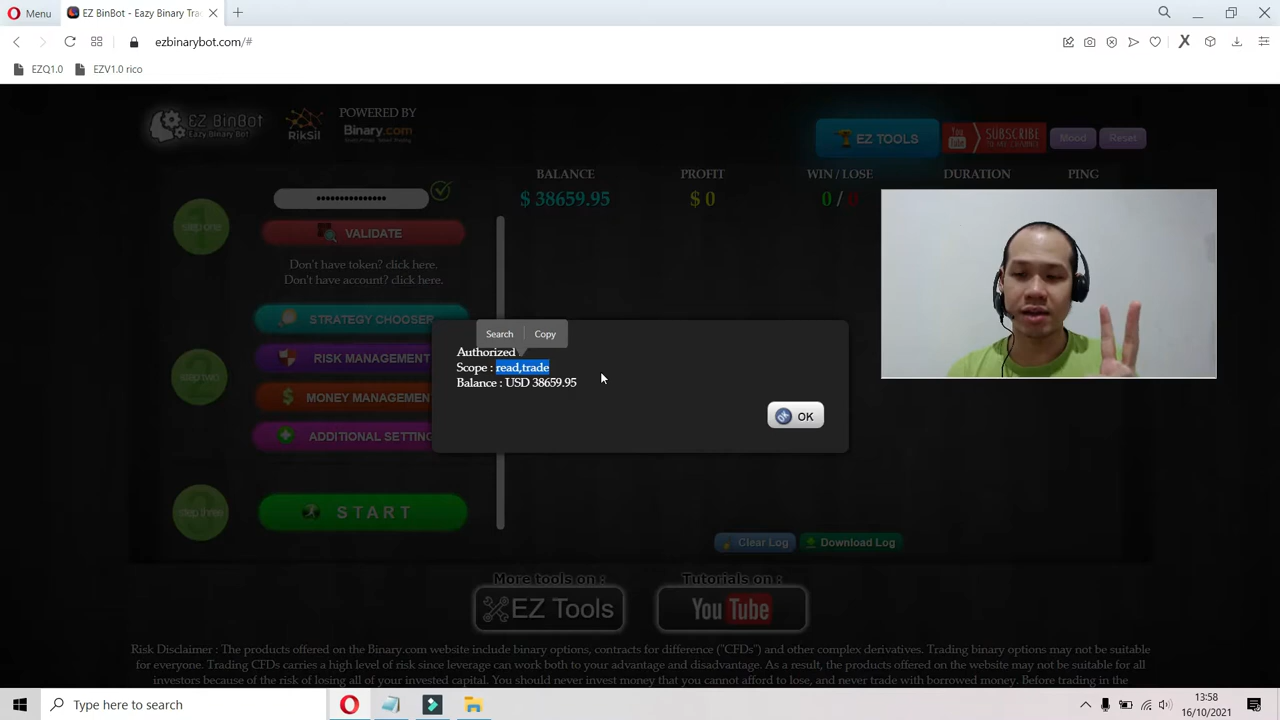 Menu
EZ BinBot - Eazy Binary Tra
ezbinarybot.com/#
EZQ1.0
EZV1.0 rico
EZ BinBot
Eazy Binary Bot
RikSil
POWERED BY
Binary.com
EZ TOOLS
You Tube
SUBSCRIBE
Mood
Reset
BALANCE
PROFIT
WIN / LOSE
DURATION
PING
$ 38659.95
$ 0
0 / 0
step one
VALIDATE
Don't have token? click here.
Don't have account? click here.
STRATEGY CHOOSER
step two
RISK MANAGEMENT
MONEY MANAGEMEN
ADDITIONAL SETTING
step three
START
Search
Copy
Authorized
Scope : read,trade
Balance : USD 38659.95
OK
Clear Log
Download Log
More tools on :
EZ Tools
Tutorials on :
YouTube
Risk Disclaimer : The products offered on the Binary.com website include binary options, contracts for difference ("CFDs") and other complex derivatives. Trading binary options may not be suitable
for everyone. Trading CFDs carries a high level of risk since leverage can work both to your advantage and disadvantage. As a result, the products offered on the website may not be suitable for all
investors because of the risk of losing all of your invested capital. You should never invest money that you cannot afford to lose, and never trade with borrowed money. Before trading in the
Type here to search
13:58
16/10/2021